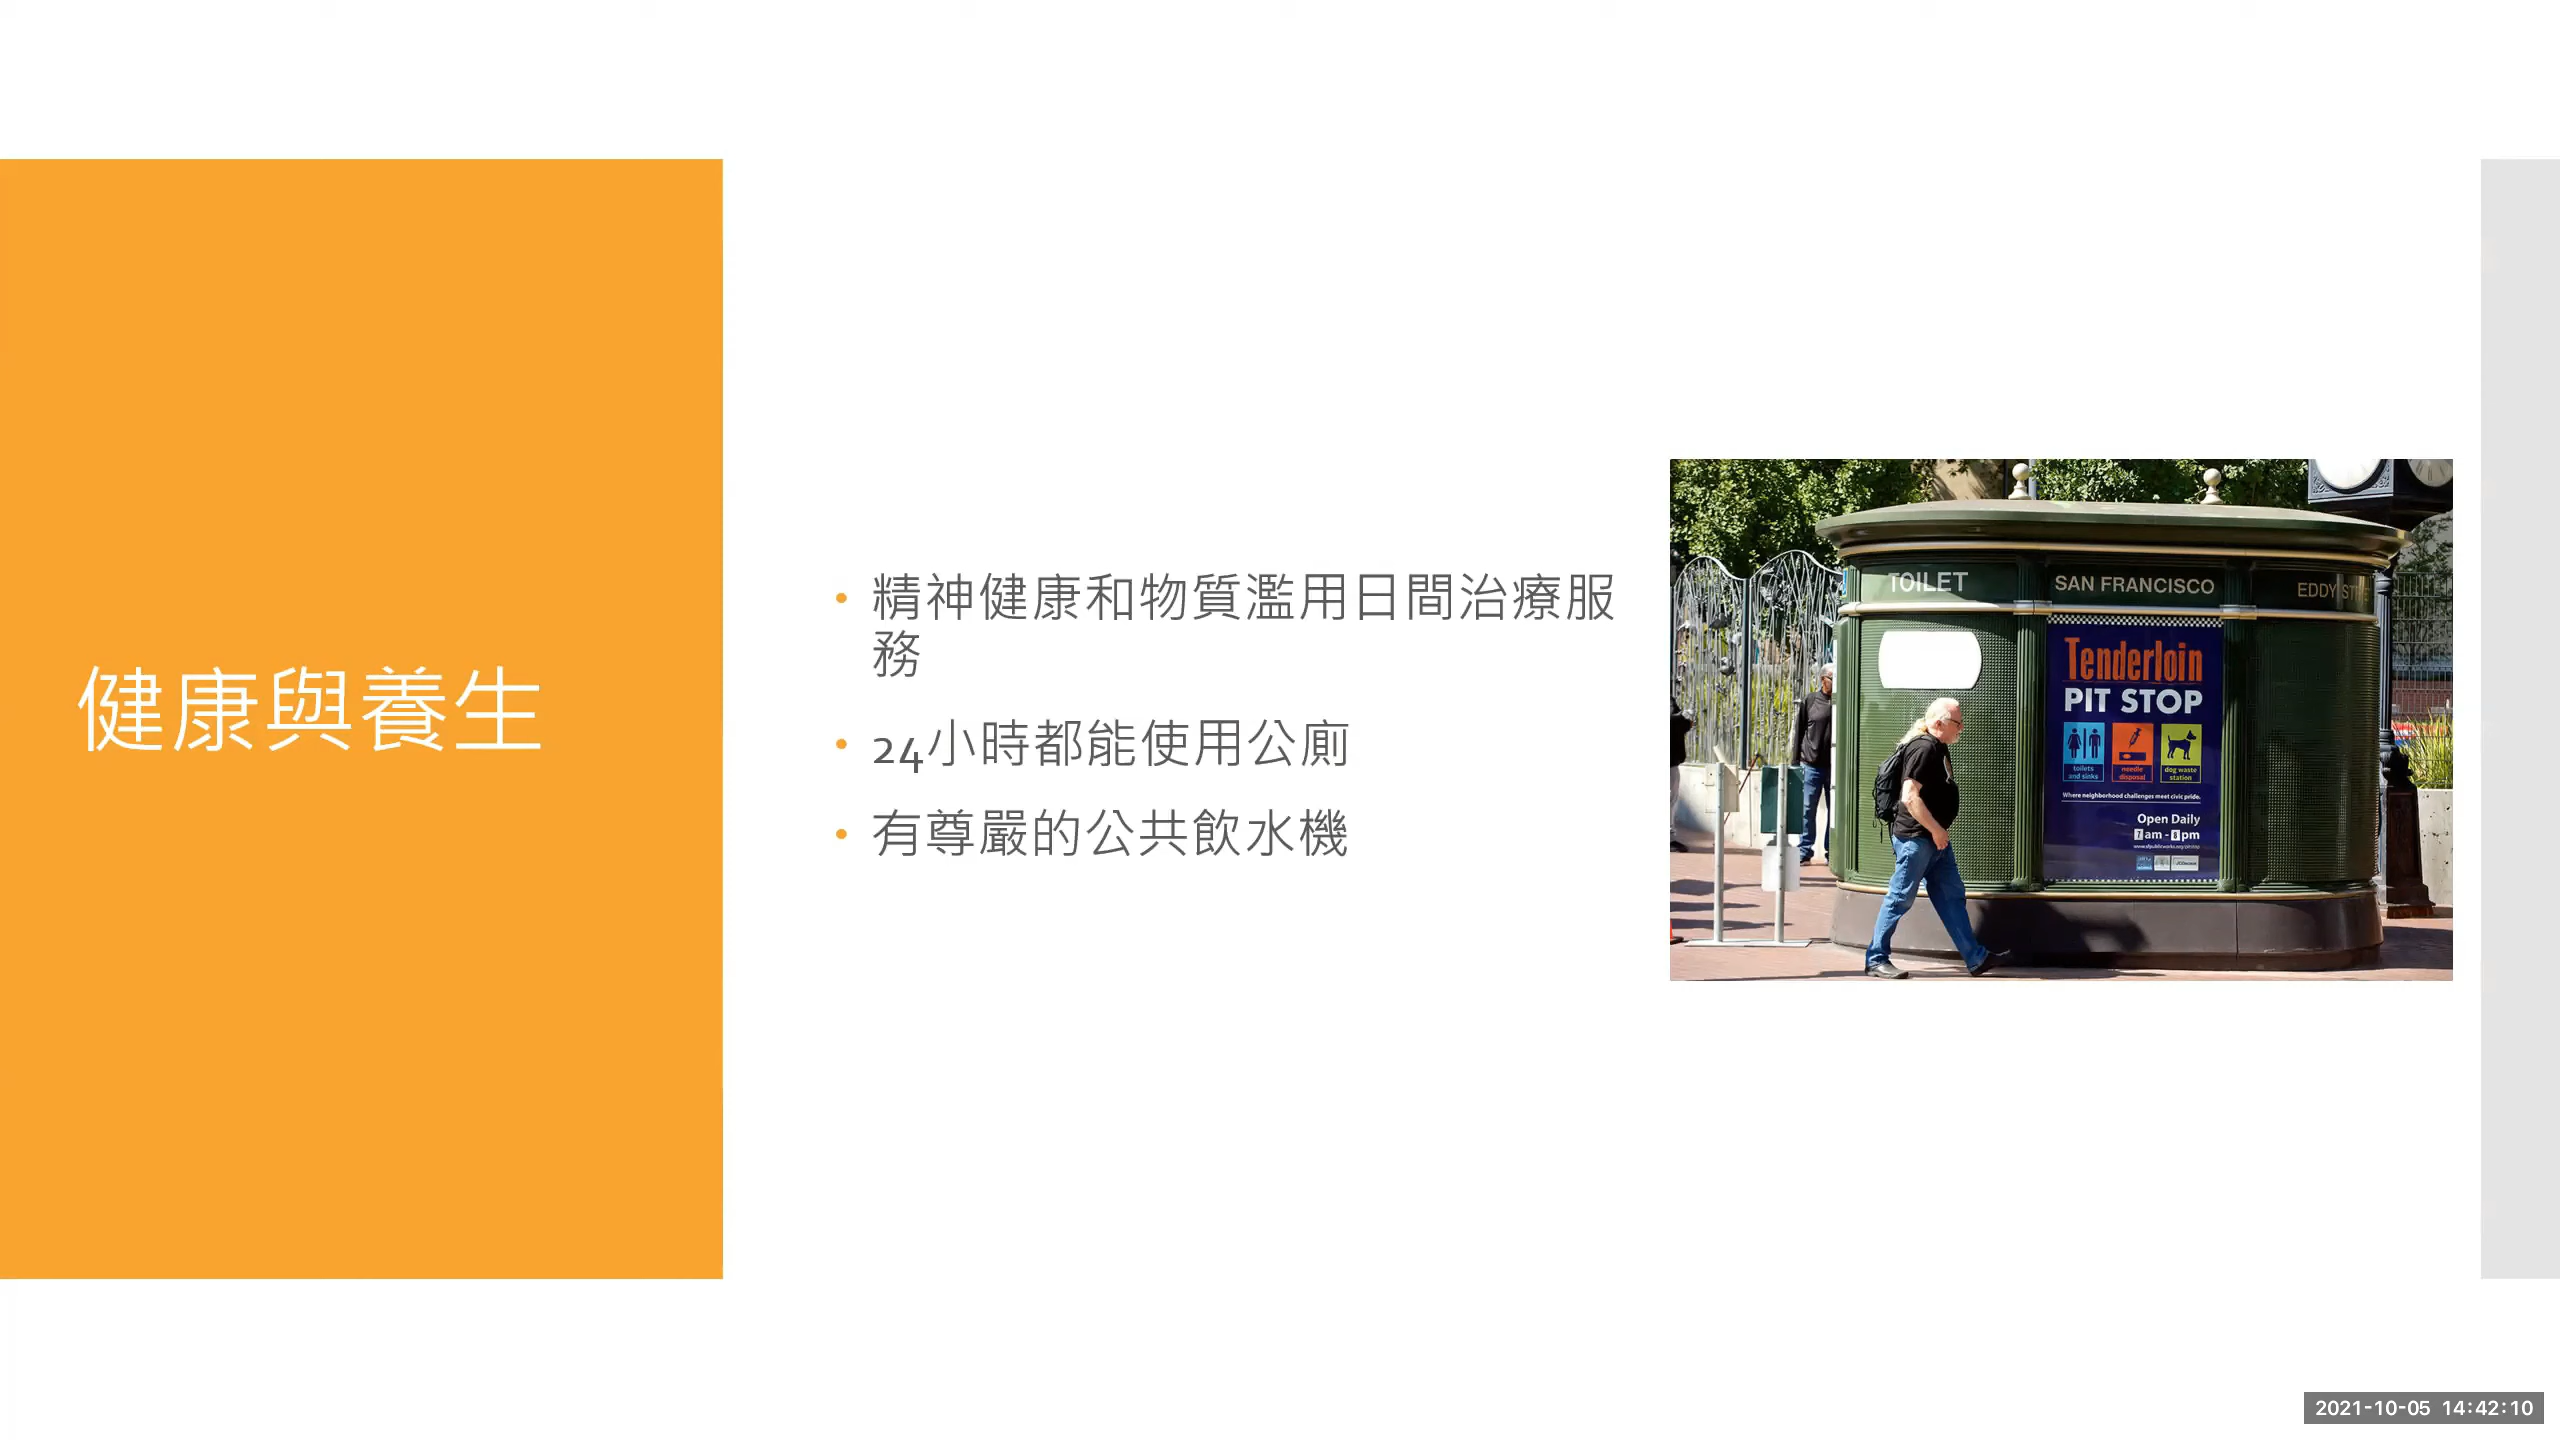 健康與養生
• 精神健康和物質濫用日間治療服
務
• 24小時都能使用公廁
• 有尊嚴的公共飲水機
TOILET
SAN FRANCISCO
EDDY ST
Tenderloin
PIT STOP
toilets
and sinks
needle
disposal
dog waste
station
Where neighborhood challenges meet civic pride.
Open Daily
7am - 8pm
2021-10-05 14:42:10